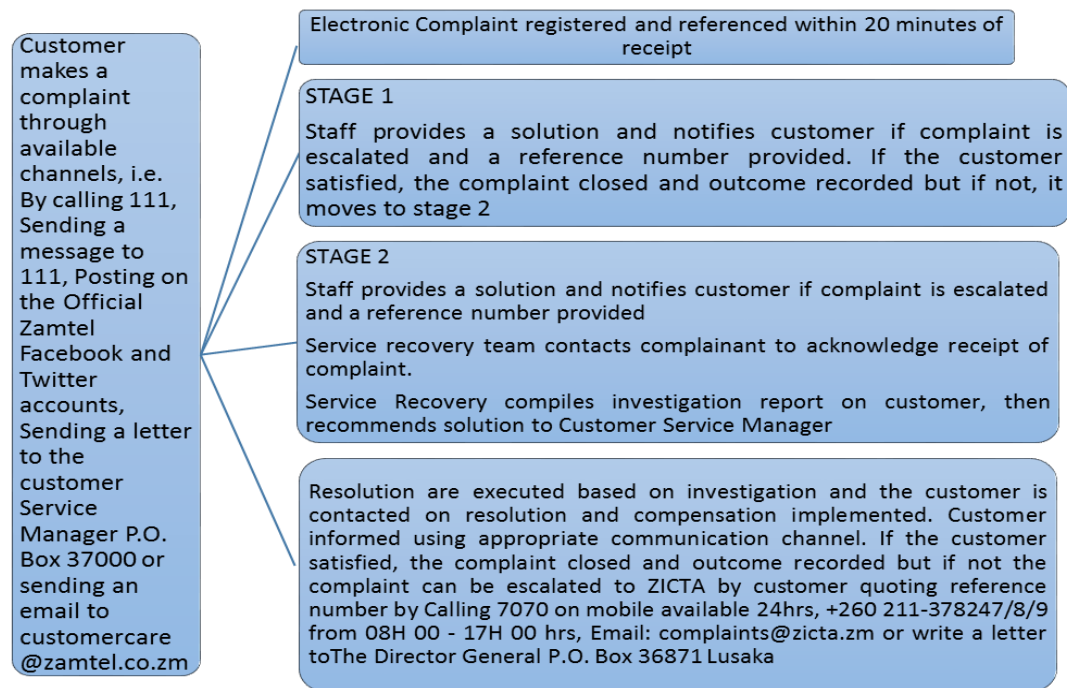 Customer
makes a
complaint
through
available
channels, i.e.
By calling 111,
Sending a
message to
111, Posting on
the Official
Zamtel
Facebook and
Twitter
accounts,
Sending a letter
to the
customer
Service
Manager P.O.
Box 37000 or
sending an
email to
customercare
@zamtel.co.zm
Electronic Complaint registered and referenced within 20 minutes of
receipt
STAGE 1
Staff provides a solution and notifies customer if complaint is
escalated and a reference number provided. If the customer
satisfied, the complaint closed and outcome recorded but if not, it
moves to stage 2
STAGE 2
Staff provides a solution and notifies customer if complaint is escalated
and a reference number provided
Service recovery team contacts complainant to acknowledge receipt of
complaint.
Service Recovery compiles investigation report on customer, then
recommends solution to Customer Service Manager
Resolution are executed based on investigation and the customer is
contacted on resolution and compensation implemented. Customer
informed using appropriate communication channel. If the customer
satisfied, the complaint closed and outcome recorded but if not the
complaint can be escalated to ZICTA by customer quoting reference
number by Calling 7070 on mobile available 24hrs, +260 211-378247/8/9
from 08H 00 - 17H 00 hrs, Email: complaints@zicta.zm or write a letter
toThe Director General P.O. Box 36871 Lusaka